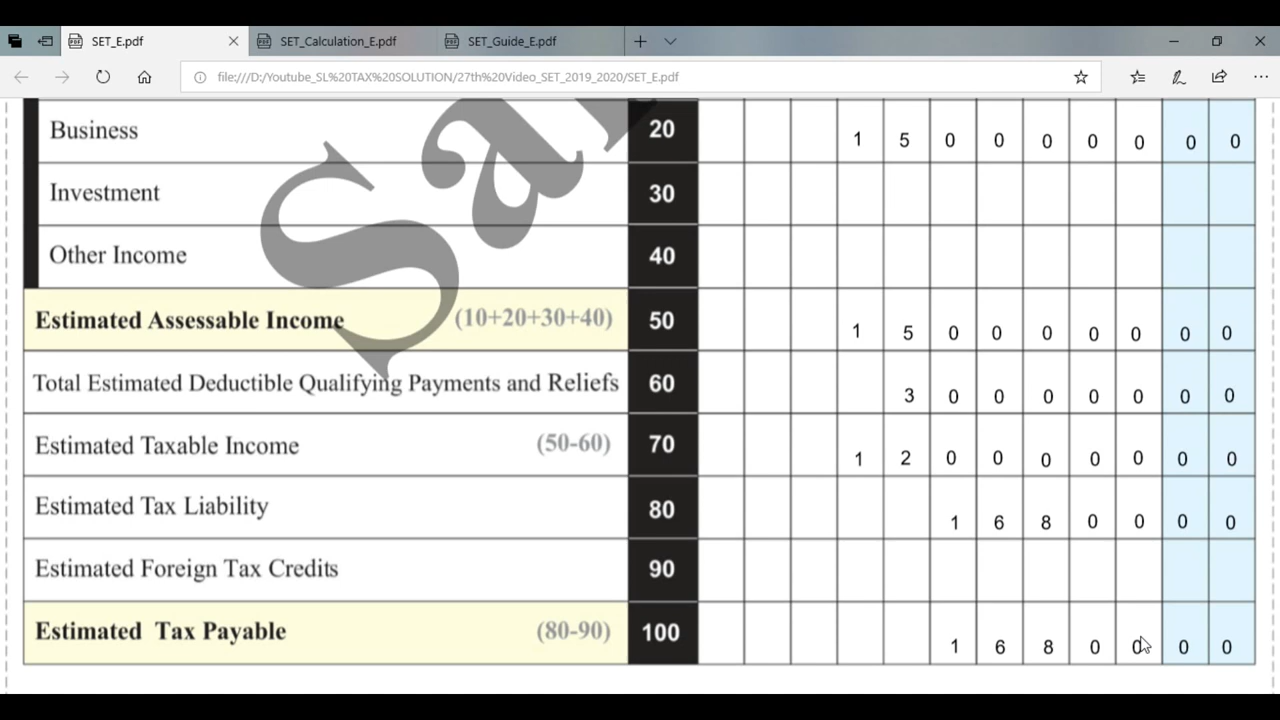 SET_E.pdf SET_Calculation_E.pdf SET_Guide_E.pdf
file:///D:/Youtube_SL%20TAX%20SOLUTION/27th%20Video_SET_2019_2020/SET_E.pdf
Business 20 1 5 0 0 0 0 0 0 0
Investment 30
Other Income 40
Estimated Assessable Income (10+20+30+40) 50 1 5 0 0 0 0 0 0 0
Total Estimated Deductible Qualifying Payments and Reliefs 60 3 0 0 0 0 0 0 0
Estimated Taxable Income (50-60) 70 1 2 0 0 0 0 0 0 0
Estimated Tax Liability 80 1 6 8 0 0 0 0
Estimated Foreign Tax Credits 90
Estimated Tax Payable (80-90) 100 1 6 8 0 0 0 0